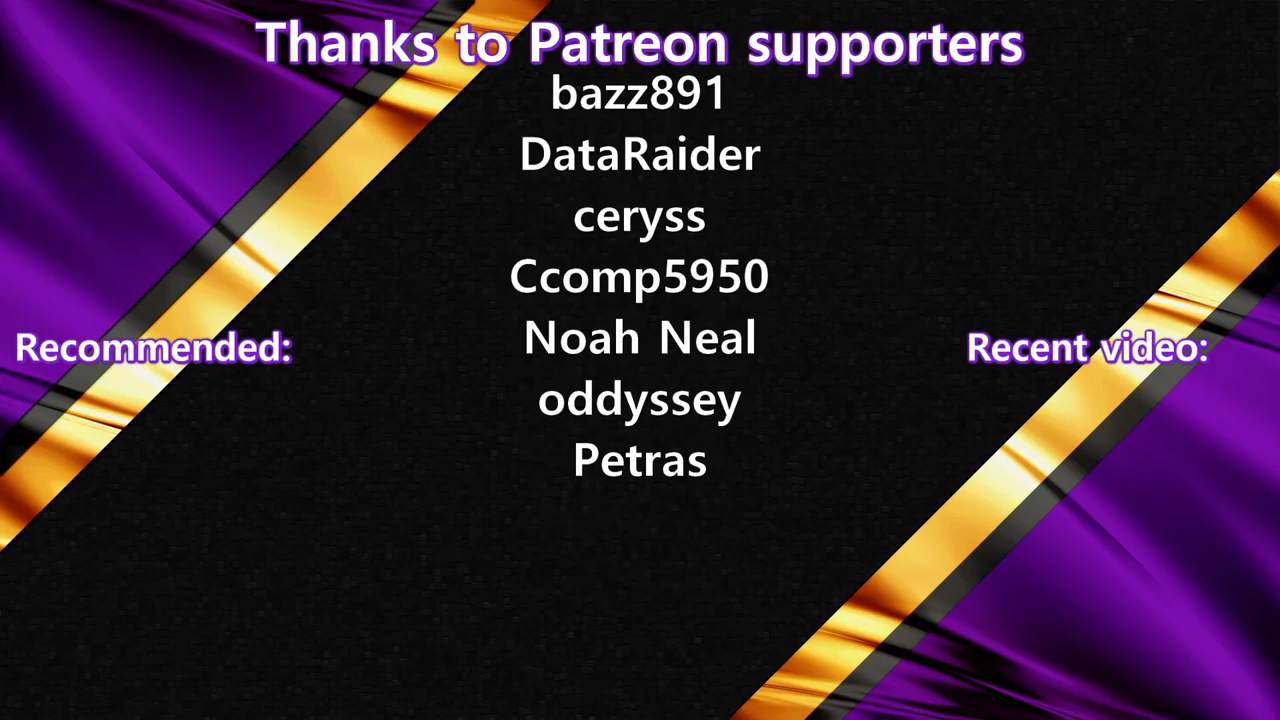 Thanks to Patreon supporters
bazz891
DataRaider
ceryss
Ccomp5950
Noah Neal
Recommended:
Recent video:
oddyssey
Petras